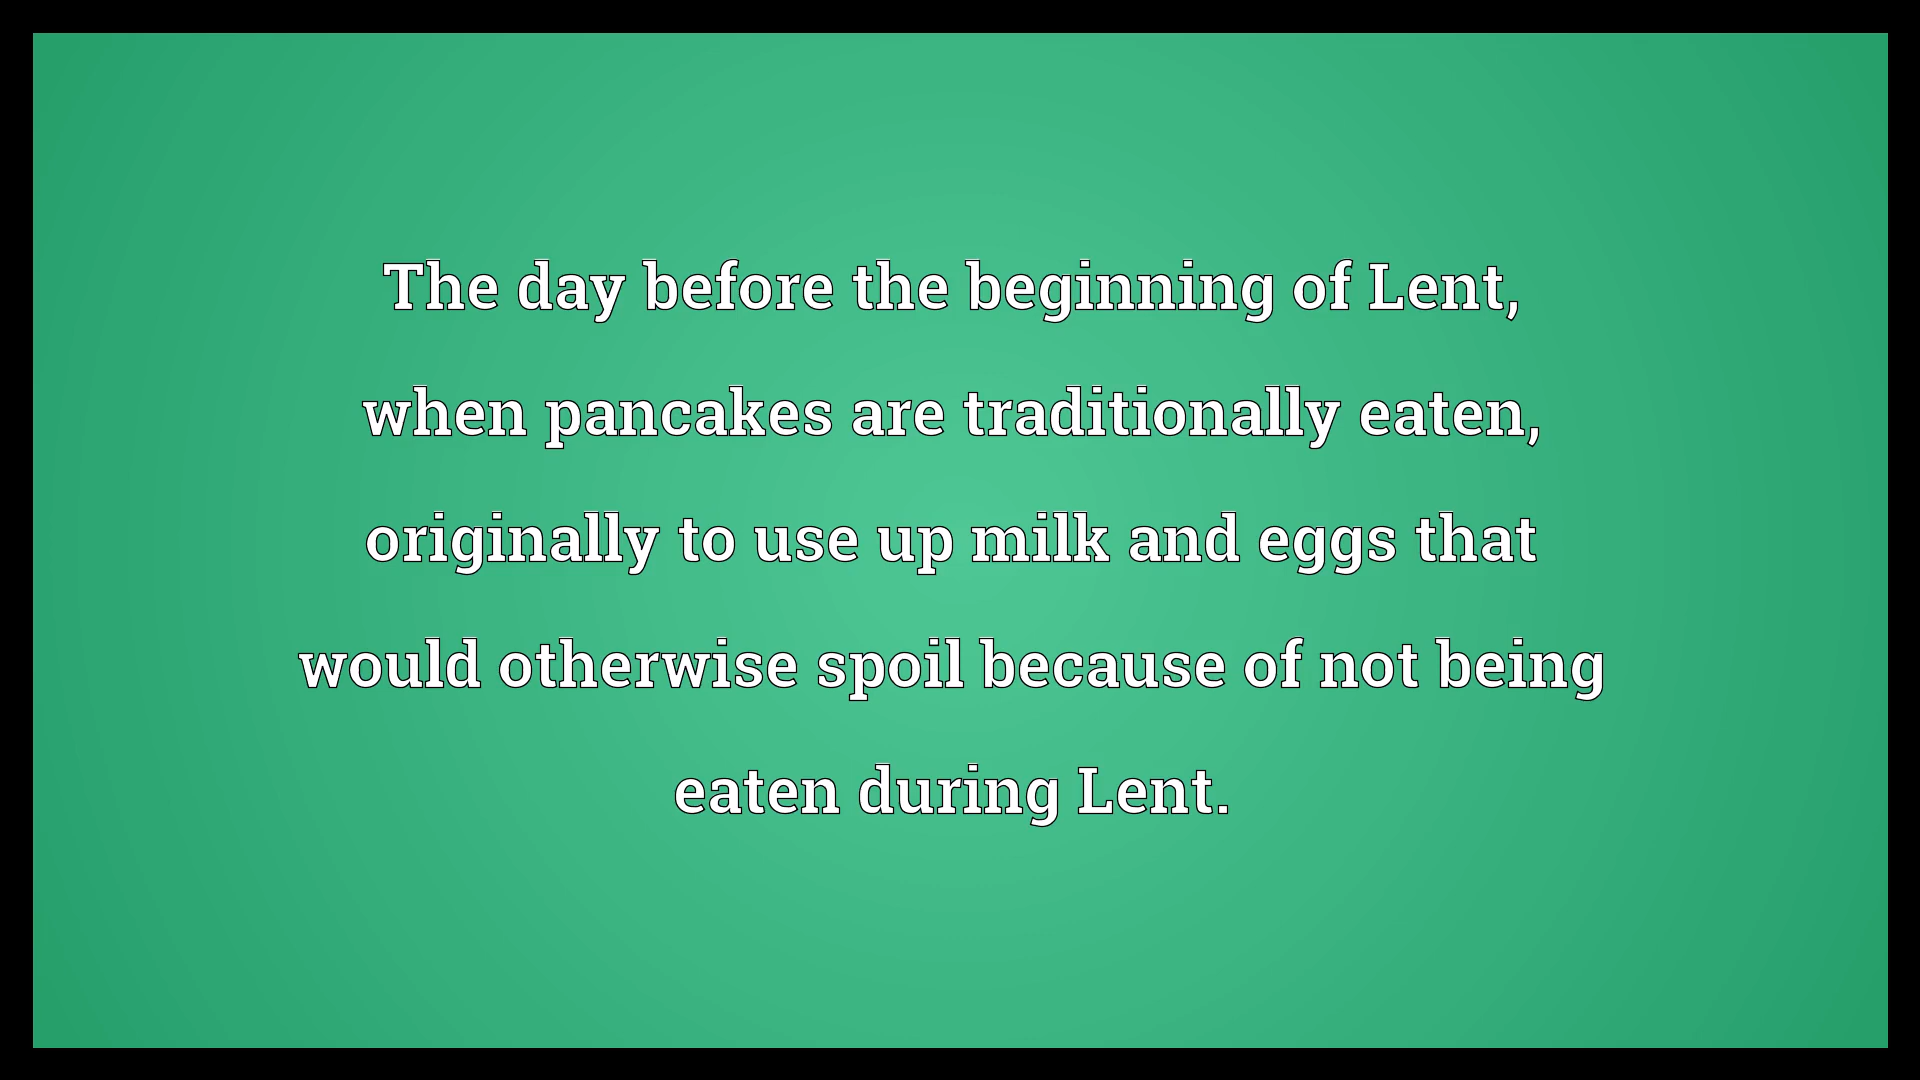 The day before the beginning of Lent,
when pancakes are traditionally eaten,
originally to use up milk and eggs that
would otherwise spoil because of not being
eaten during Lent.